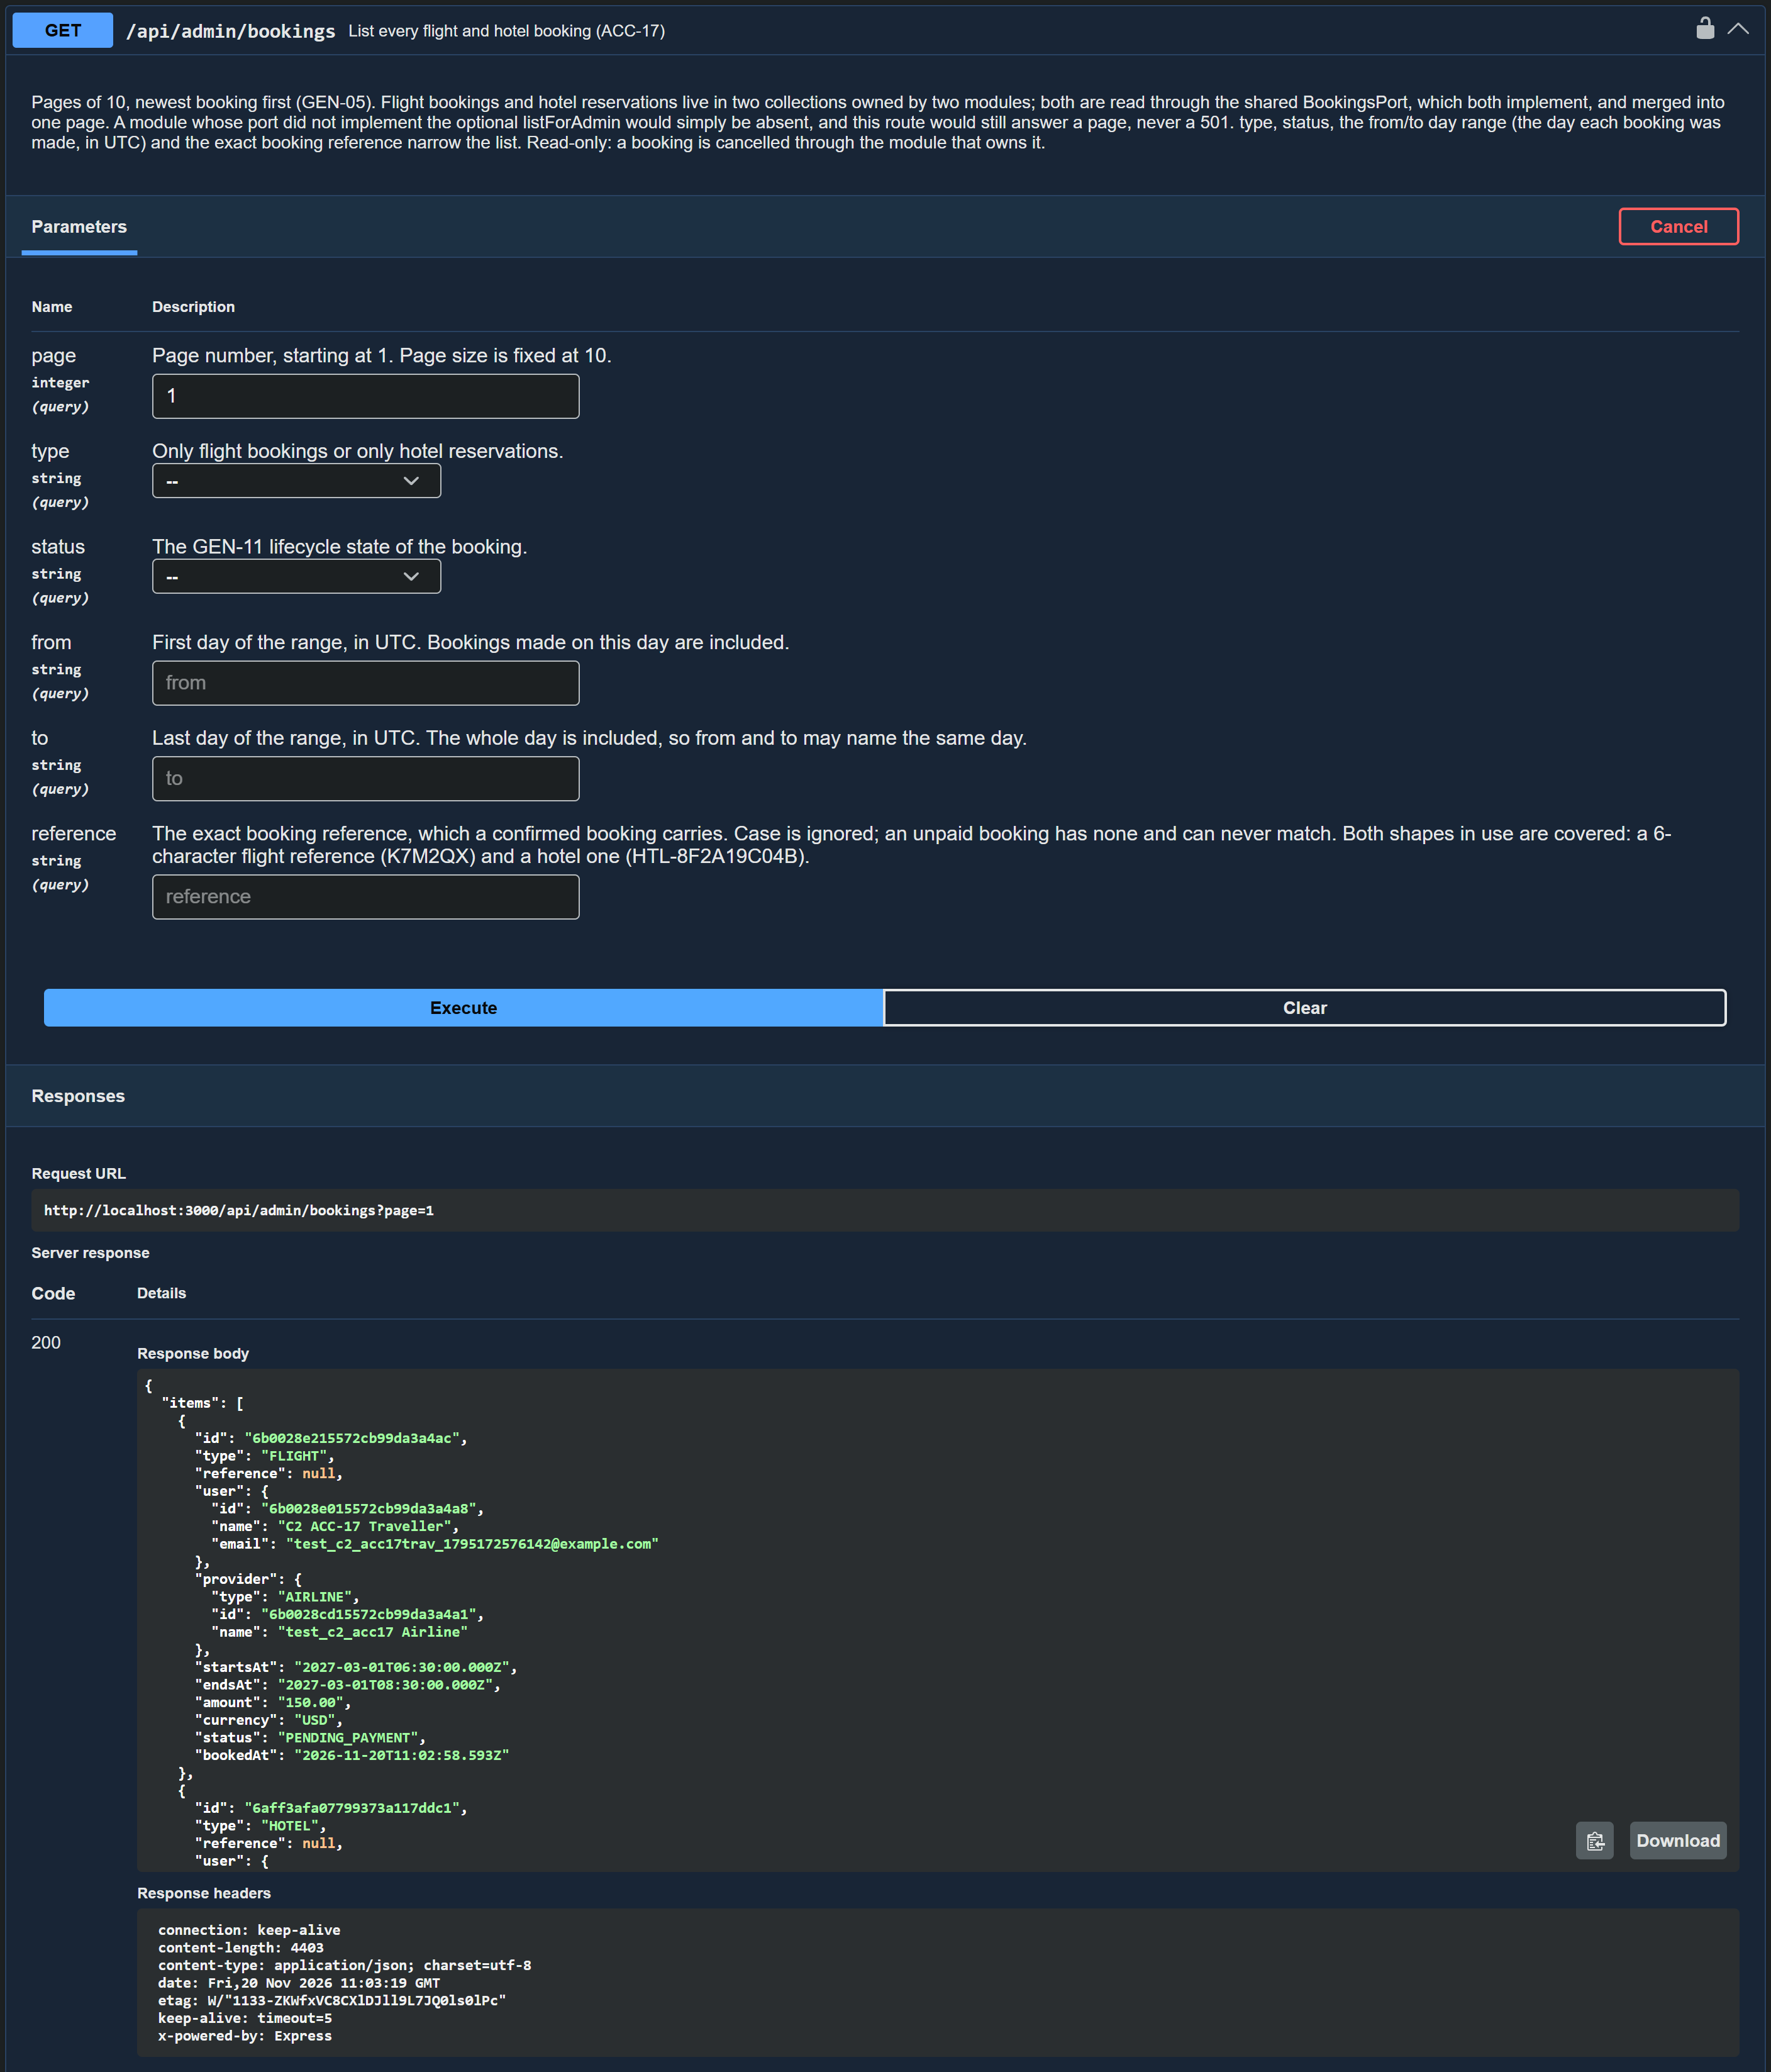 GET /api/admin/bookings List every flight and hotel booking (ACC-17)
Pages of 10, newest booking first (GEN-05). Flight bookings and hotel reservations live in two collections owned by two modules; both are read through the shared BookingsPort, which both implement, and merged into
one page. A module whose port did not implement the optional listForAdmin would simply be absent, and this route would still answer a page, never a 501. type, status, the from/to day range (the day each booking was
made, in UTC) and the exact booking reference narrow the list. Read-only: a booking is cancelled through the module that owns it.
Parameters
Cancel
Name Description
page
integer
(query)
Page number, starting at 1. Page size is fixed at 10.
1
type
string
(query)
Only flight bookings or only hotel reservations.
--
status
string
(query)
The GEN-11 lifecycle state of the booking.
--
from
string
(query)
First day of the range, in UTC. Bookings made on this day are included.
from
to
string
(query)
Last day of the range, in UTC. The whole day is included, so from and to may name the same day.
to
reference
string
(query)
The exact booking reference, which a confirmed booking carries. Case is ignored; an unpaid booking has none and can never match. Both shapes in use are covered: a 6-
character flight reference (K7M2QX) and a hotel one (HTL-8F2A19C04B).
reference
Execute
Clear
Responses
Request URL
http://localhost:3000/api/admin/bookings?page=1
Server response
Code Details
200
Response body
{
  "items": [
    {
      "id": "6b0028e215572cb99da3a4ac",
      "type": "FLIGHT",
      "reference": null,
      "user": {
        "id": "6b0028e015572cb99da3a4a8",
        "name": "C2 ACC-17 Traveller",
        "email": "test_c2_acc17trav_1795172576142@example.com"
      },
      "provider": {
        "type": "AIRLINE",
        "id": "6b0028cd15572cb99da3a4a1",
        "name": "test_c2_acc17 Airline"
      },
      "startsAt": "2027-03-01T06:30:00.000Z",
      "endsAt": "2027-03-01T08:30:00.000Z",
      "amount": "150.00",
      "currency": "USD",
      "status": "PENDING_PAYMENT",
      "bookedAt": "2026-11-20T11:02:58.593Z"
    },
    {
      "id": "6aff3afa07799373a117ddc1",
      "type": "HOTEL",
      "reference": null,
      "user": {
Download
Response headers
connection: keep-alive
content-length: 4403
content-type: application/json; charset=utf-8
date: Fri,20 Nov 2026 11:03:19 GMT
etag: W/"1133-ZKWfxVC8CXlDJll9L7JQ0ls0lPc"
keep-alive: timeout=5
x-powered-by: Express